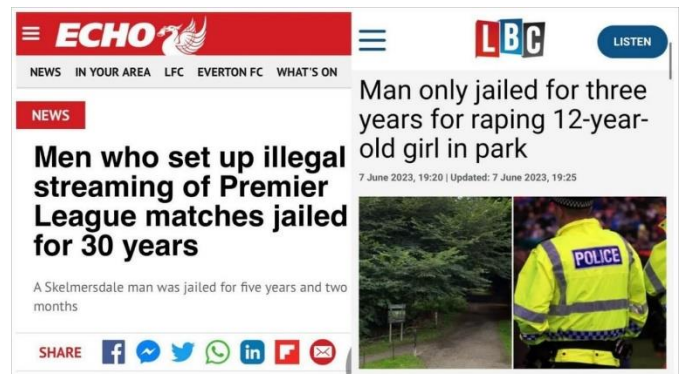 ECHO
NEWS IN YOUR AREA LFC EVERTON FC WHAT'S ON
NEWS
Men who set up illegal
streaming of Premier
League matches jailed
for 30 years
A Skelmersdale man was jailed for five years and two
months
SHARE
LBC
LISTEN
Man only jailed for three
years for raping 12-year-
old girl in park
7 June 2023, 19:20 | Updated: 7 June 2023, 19:25
POLICE